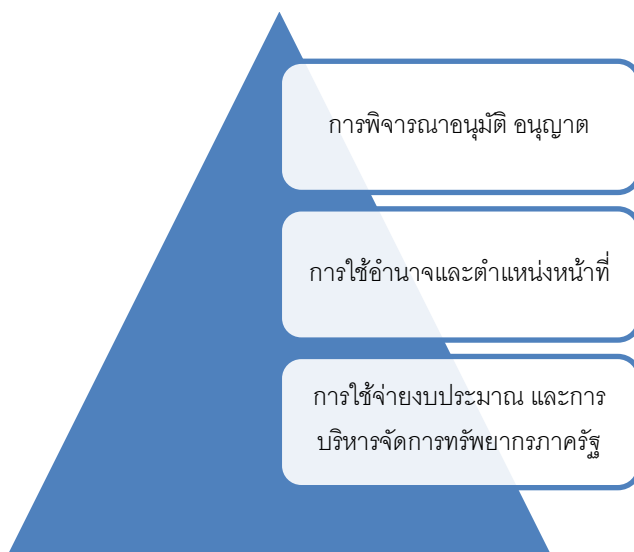 การพิจารณาอนุมัติ อนุญาต
การใช้อำนาจและตำแหน่งหน้าที่
การใช้จ่ายงบประมาณ และการ
บริหารจัดการทรัพยากรภาครัฐ